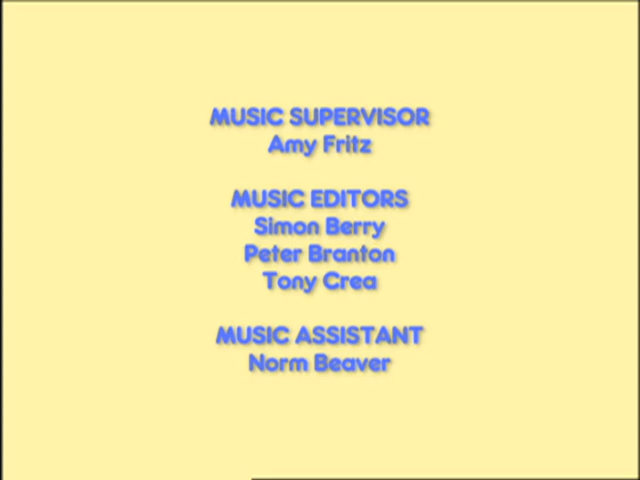 MUSIC SUPERVISOR
Amy Fritz
MUSIC EDITORS
Simon Berry
Peter Branton
Tony Crea
MUSIC ASSISTANT
Norm Beaver